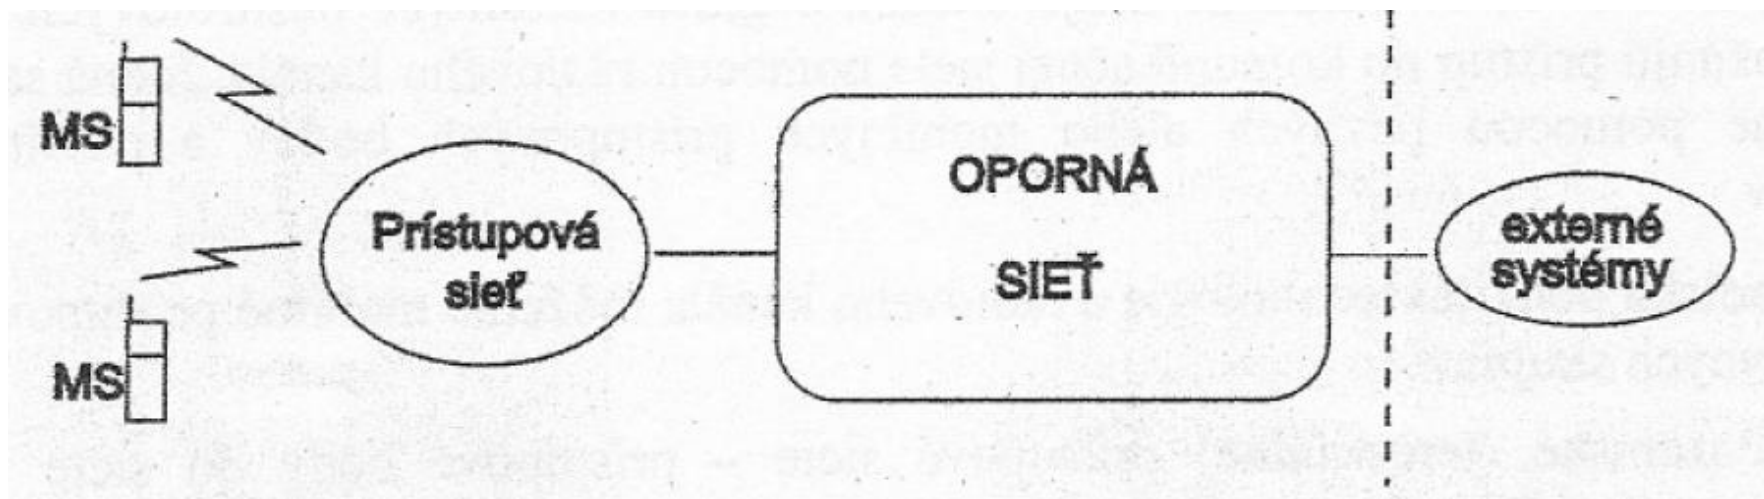 MS
Prístupová
sieť
MS
OPORNÁ
SIEŤ
externé
systémy